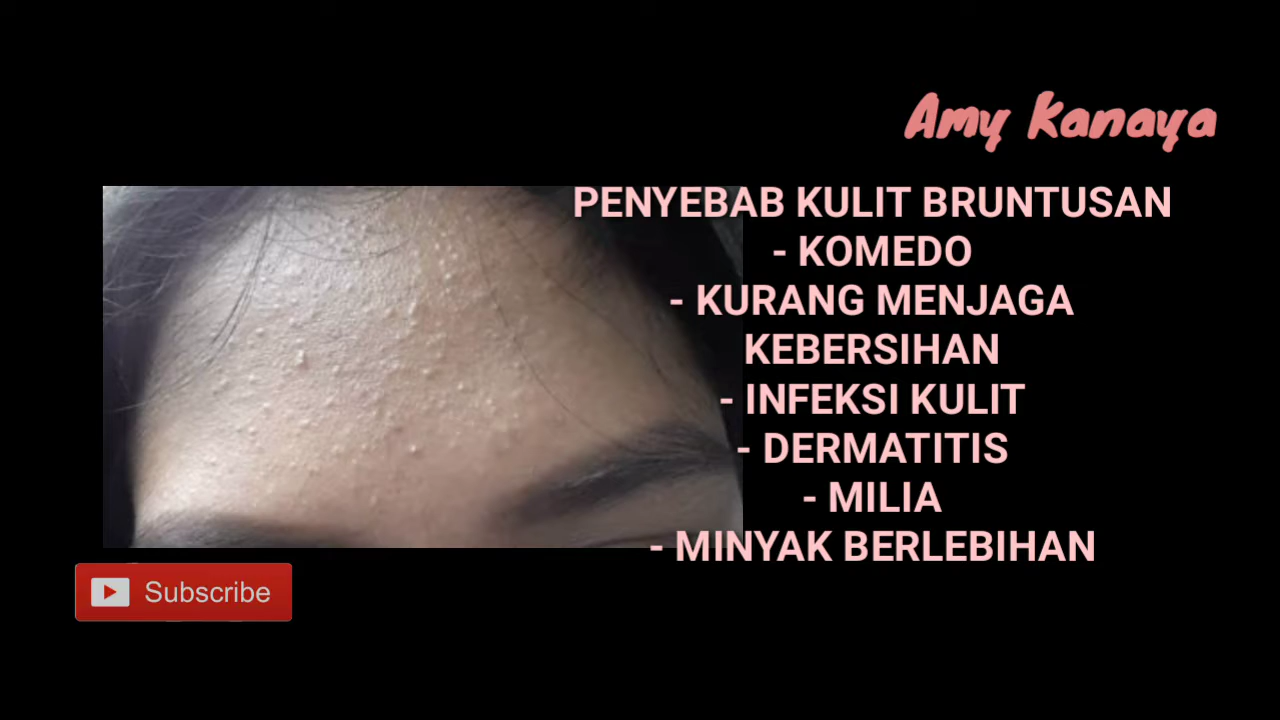 Amy Kanaya
PENYEBAB KULIT BRUNTUSAN
- KOMEDO
- KURANG MENJAGA
KEBERSIHAN
- INFEKSI KULIT
- DERMATITIS
- MILIA
- MINYAK BERLEBIHAN
Subscribe